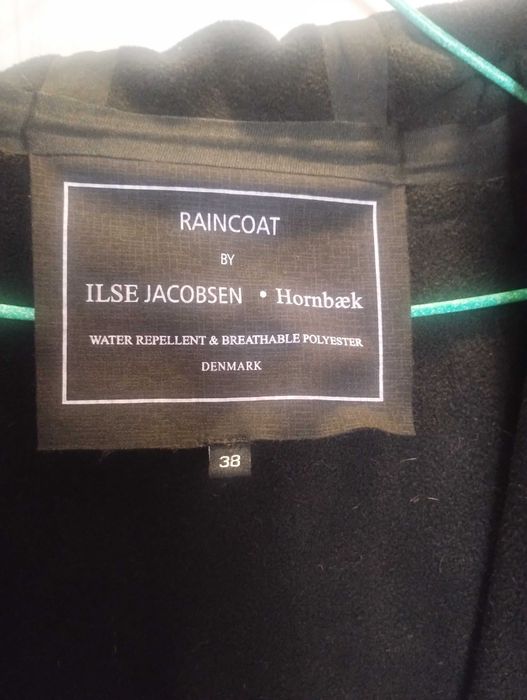 RAINCOAT
BY
ILSE JACOBSEN • Hornbæk
WATER REPELLENT & BREATHABLE POLYESTER
DENMARK
38